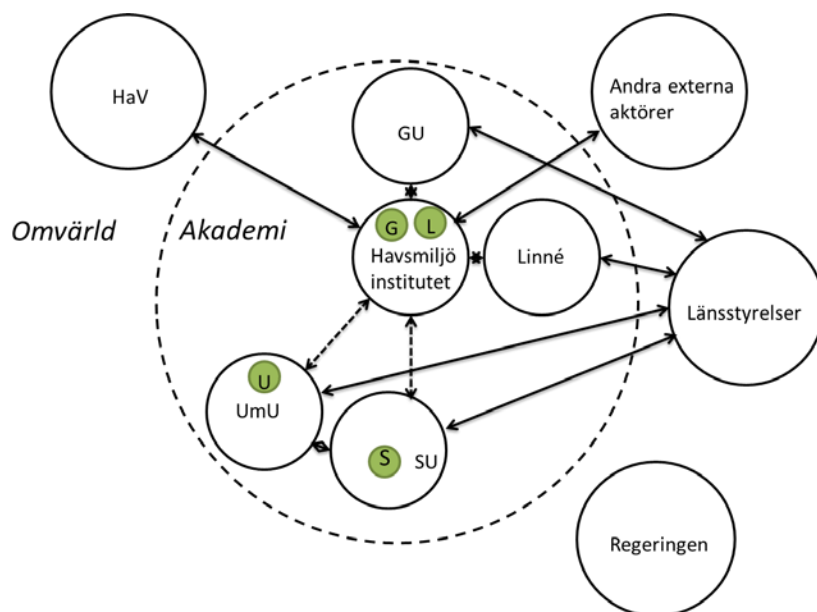 HaV
Andra externa
aktörer
GU
Omvärld
Akademi
G
L
Havsmiljö
institutet
Linné
Länsstyrelser
U
UmU
S
SU
Regeringen